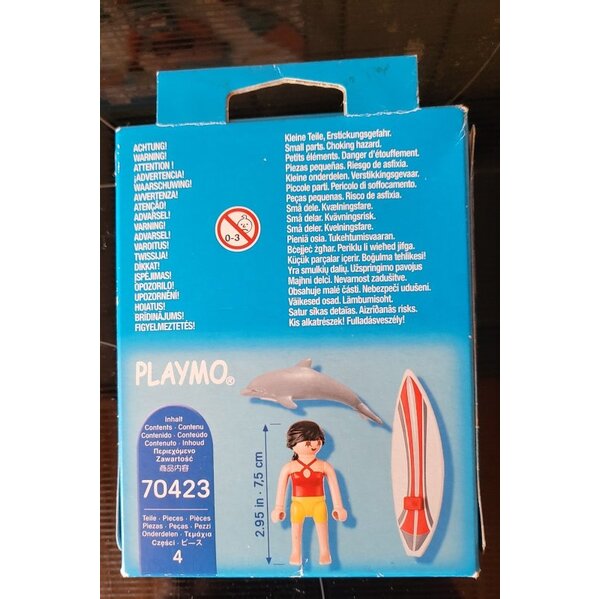 ACHTUNG!
WARNING!
ATTENTION !
¡ADVERTENCIA!
WAARSCHUWING!
AVVERTENZA!
ATENÇÃO!
ADVARSEL!
VARNING!
ADVARSEL!
VAROITUS!
TWISSIJA!
DİKKAT!
ĮSPĖJIMAS!
OPOZORILO!
UPOZORNĚNÍ!
HOIATUS!
BRĪDINĀJUMS!
FIGYELMEZTETÉS!
0-3
Kleine Teile, Erstickungsgefahr.
Small parts. Choking hazard.
Petits éléments. Danger d'étouffement.
Piezas pequeñas. Riesgo de asfixia.
Kleine onderdelen. Verstikkingsgevaar.
Piccole parti. Pericolo di soffocamento.
Peças pequenas. Risco de asfixia.
Små dele. Kvælningsfare.
Små delar. Kvävningsrisk.
Små deler. Kvelningsfare.
Pieniä osia. Tukehtumisvaaran.
Bċejjeċ żgħar. Periklu li wieħed jifga.
Küçük parçalar içerir. Boğulma tehlikesi!
Yra smulkių dalių. Užspringimo pavojus
Majhni delci. Nevarnost zadušitve.
Obsahuje malé části. Nebezpečí udušení.
Väikesed osad. Lämbumisoht.
Satur sīkas detaļas. Aizrīšanās risks.
Kis alkatrészek! Fulladásveszély!
PLAYMO®
Inhalt
Contents · Contenu
Contenido · Conteúdo
Contenuto · Inhoud
Περιεχόμενο
Zawartość
商品内容
70423
Teile · Pieces · Pièces
Piezas · Peças · Pezzi
Onderdelen · Τεμάχια
Części · ピース
4
2.95 in · 7,5 cm